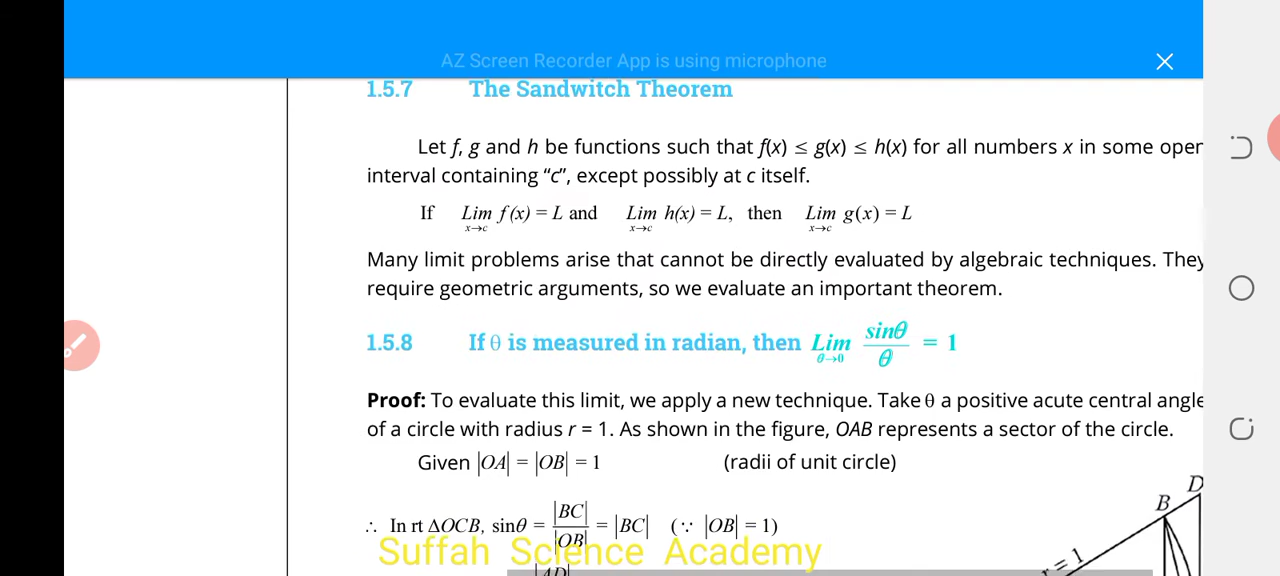 AZ Screen Recorder App is using microphone
1.5.7 The Sandwitch Theorem
Let f, g and h be functions such that f(x) ≤ g(x) ≤ h(x) for all numbers x in some open
interval containing “c”, except possibly at c itself.
If Lim x→c f(x) = L and Lim x→c h(x) = L, then Lim x→c g(x) = L
Many limit problems arise that cannot be directly evaluated by algebraic techniques. They
require geometric arguments, so we evaluate an important theorem.
1.5.8 If θ is measured in radian, then Lim θ→0 sinθ/θ = 1
Proof: To evaluate this limit, we apply a new technique. Take θ a positive acute central angle
of a circle with radius r = 1. As shown in the figure, OAB represents a sector of the circle.
Given |OA| = |OB| = 1 (radii of unit circle)
D
B
∴ In rt ΔOCB, sinθ = |BC|/|OB| = |BC| (∵ |OB| = 1)
Suffah Science Academy
r = 1
|AD|